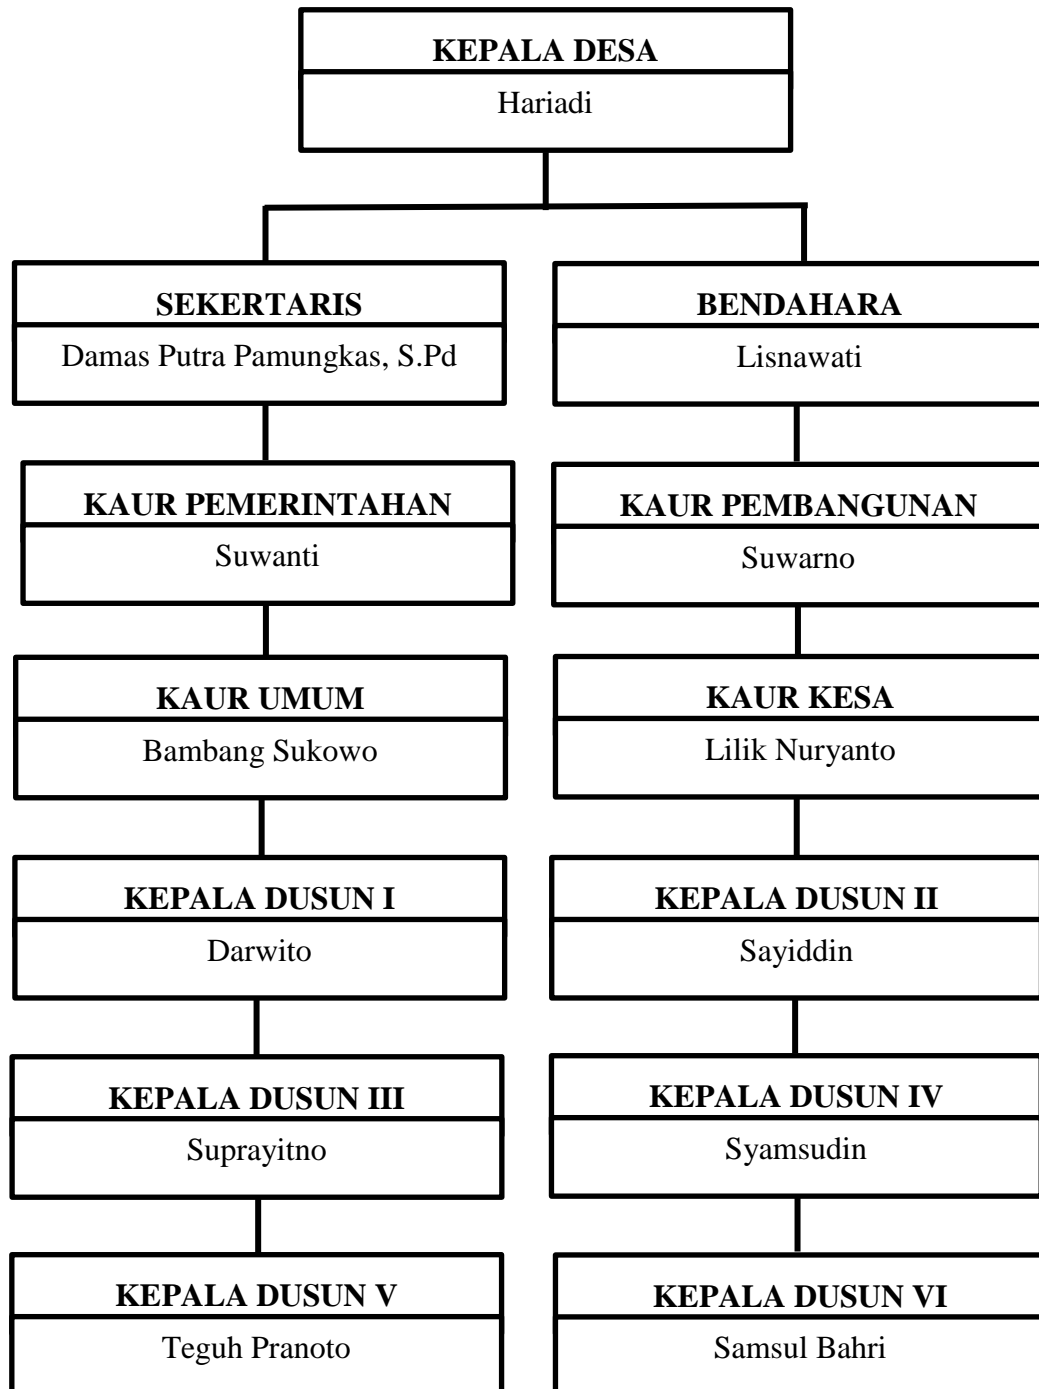 KEPALA DESA
Hariadi
SEKERTARIS
Damas Putra Pamungkas, S.Pd
BENDAHARA
Lisnawati
KAUR PEMERINTAHAN
Suwanti
KAUR PEMBANGUNAN
Suwarno
KAUR UMUM
Bambang Sukowo
KAUR KESA
Lilik Nuryanto
KEPALA DUSUN I
Darwito
KEPALA DUSUN II
Sayiddin
KEPALA DUSUN III
Suprayitno
KEPALA DUSUN IV
Syamsudin
KEPALA DUSUN V
Teguh Pranoto
KEPALA DUSUN VI
Samsul Bahri